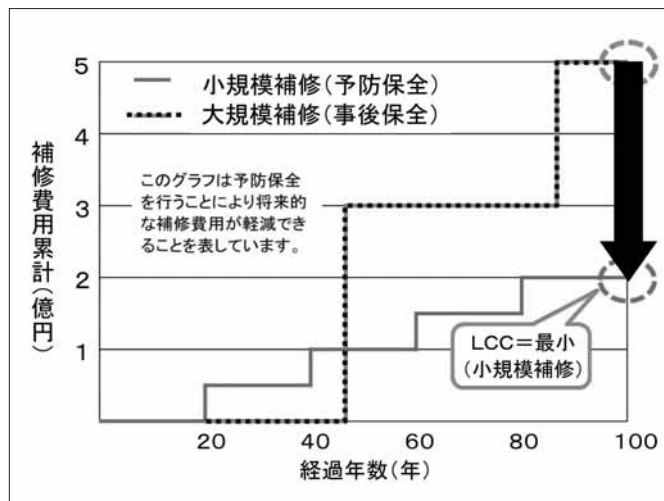 小規模補修(予防保全)
大規模補修(事後保全)
このグラフは予防保全
を行うことにより将来的
な補修費用が軽減でき
ることを表しています。
補修費用累計(億円)
5
4
3
2
1
LCC=最小
(小規模補修)
20
40
60
80
100
経過年数(年)